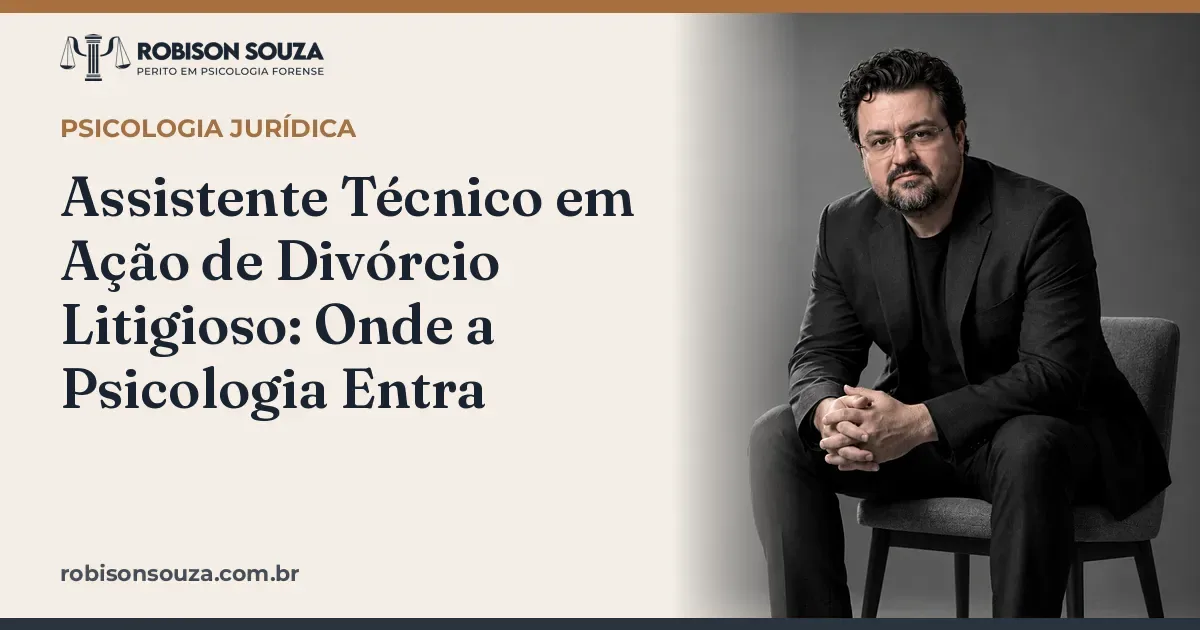 ROBISON SOUZA
PERITO EM PSICOLOGIA FORENSE
PSICOLOGIA JURÍDICA
Assistente Técnico em
Ação de Divórcio
Litigioso: Onde a
Psicologia Entra
robisonsouza.com.br